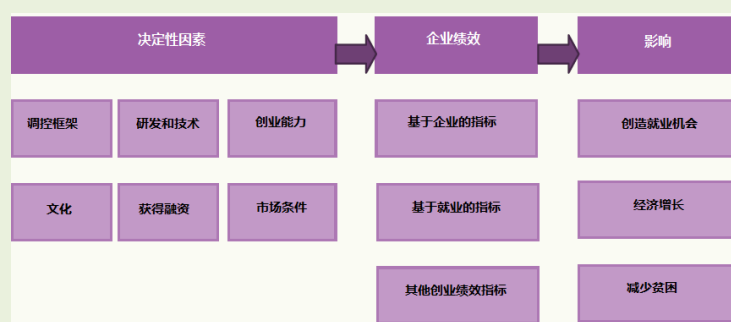 决定性因素
企业绩效
影响
调控框架
研发和技术
创业能力
基于企业的指标
创造就业机会
文化
获得融资
市场条件
基于就业的指标
经济增长
其他创业绩效指标
减少贫困